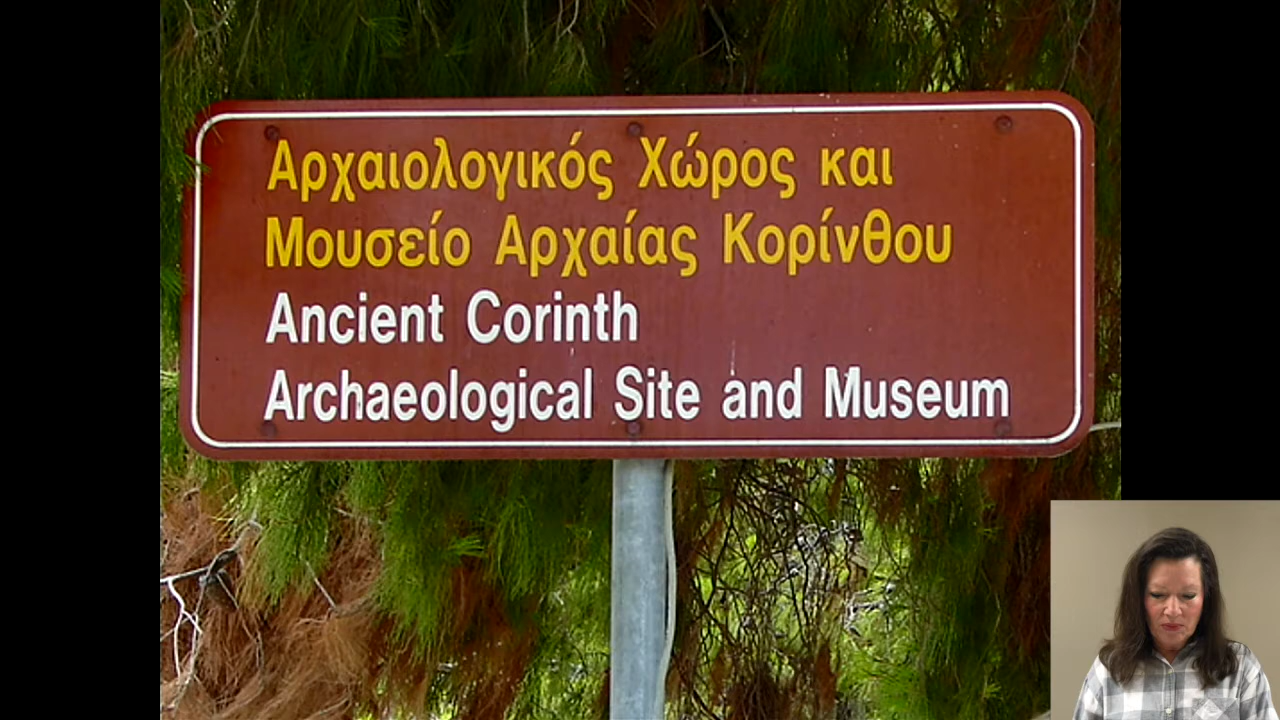 Αρχαιολογικός Χώρος και
Μουσείο Αρχαίας Κορίνθου
Ancient Corinth
Archaeological Site and Museum